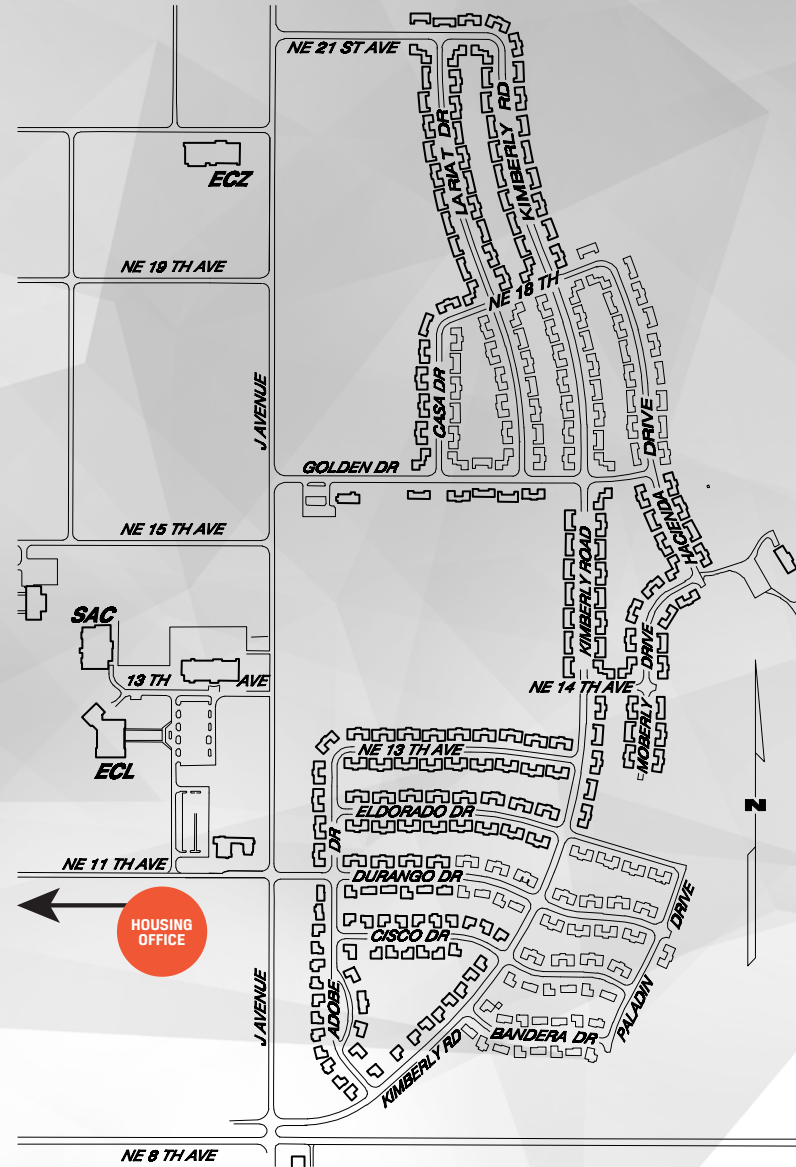 NE 21 ST AVE
LARIAT DR
KIMBERLY RD
ECZ
NE 19 TH AVE
NE 18 TH
J AVENUE
CASA DR
DRIVE
GOLDEN DR
HACIENDA
NE 15 TH AVE
KIMBERLY ROAD
SAC
13 TH AVE
DRIVE
NE 14 TH AVE
MOBERLY
ECL
NE 13 TH AVE
N
ELDORADO DR
DR
NE 11 TH AVE
DURANGO DR
HOUSING
OFFICE
DRIVE
CISCO DR
J AVENUE
ADOBE
PALADIN
BANDERA DR
KIMBERLY RD
NE 8 TH AVE